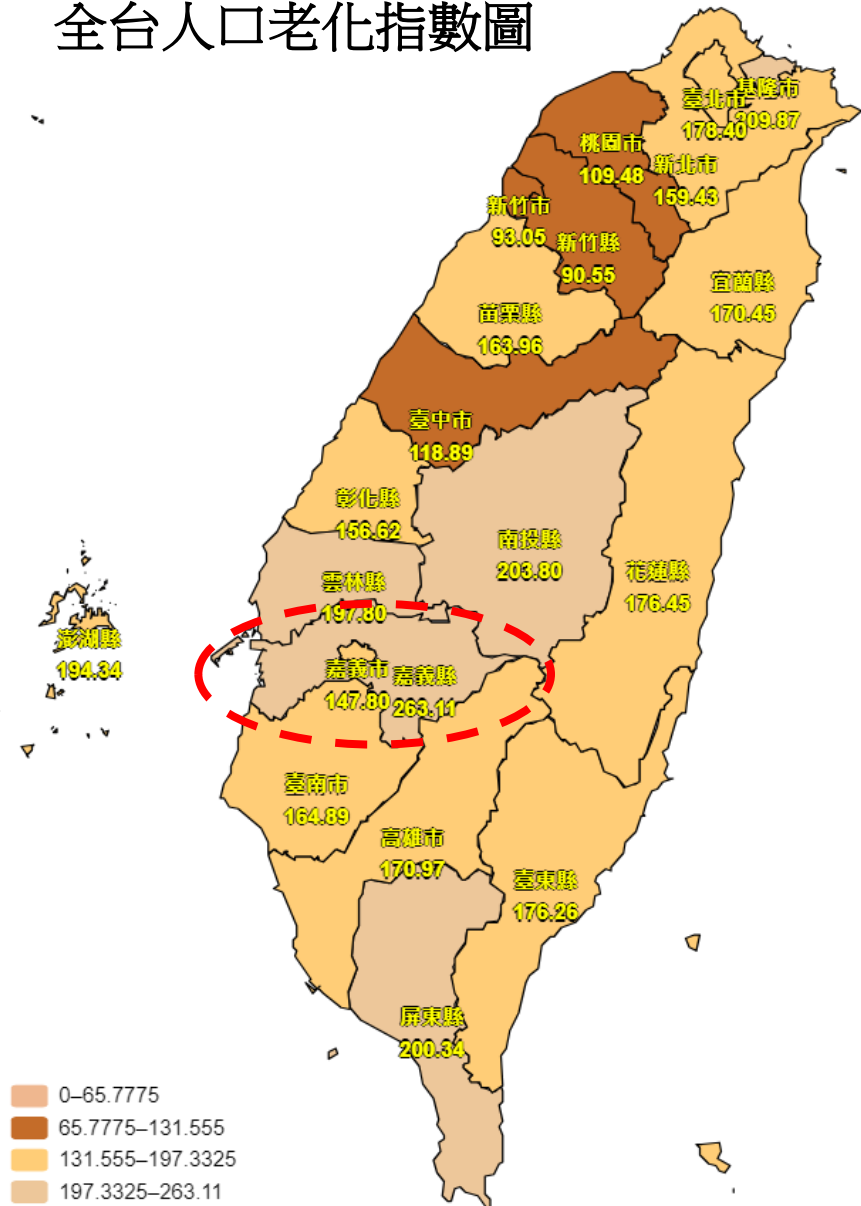 全台人口老化指數圖
臺北市
178.40
基隆市
209.87
桃園市
109.48
新北市
159.43
新竹市
93.05
新竹縣
90.55
宜蘭縣
170.45
苗栗縣
163.96
臺中市
118.89
彰化縣
156.62
南投縣
203.80
花蓮縣
176.45
雲林縣
197.80
澎湖縣
194.34
嘉義市
147.80
嘉義縣
263.11
臺南市
164.89
高雄市
170.97
臺東縣
176.26
屏東縣
200.34
0–65.7775
65.7775–131.555
131.555–197.3325
197.3325–263.11